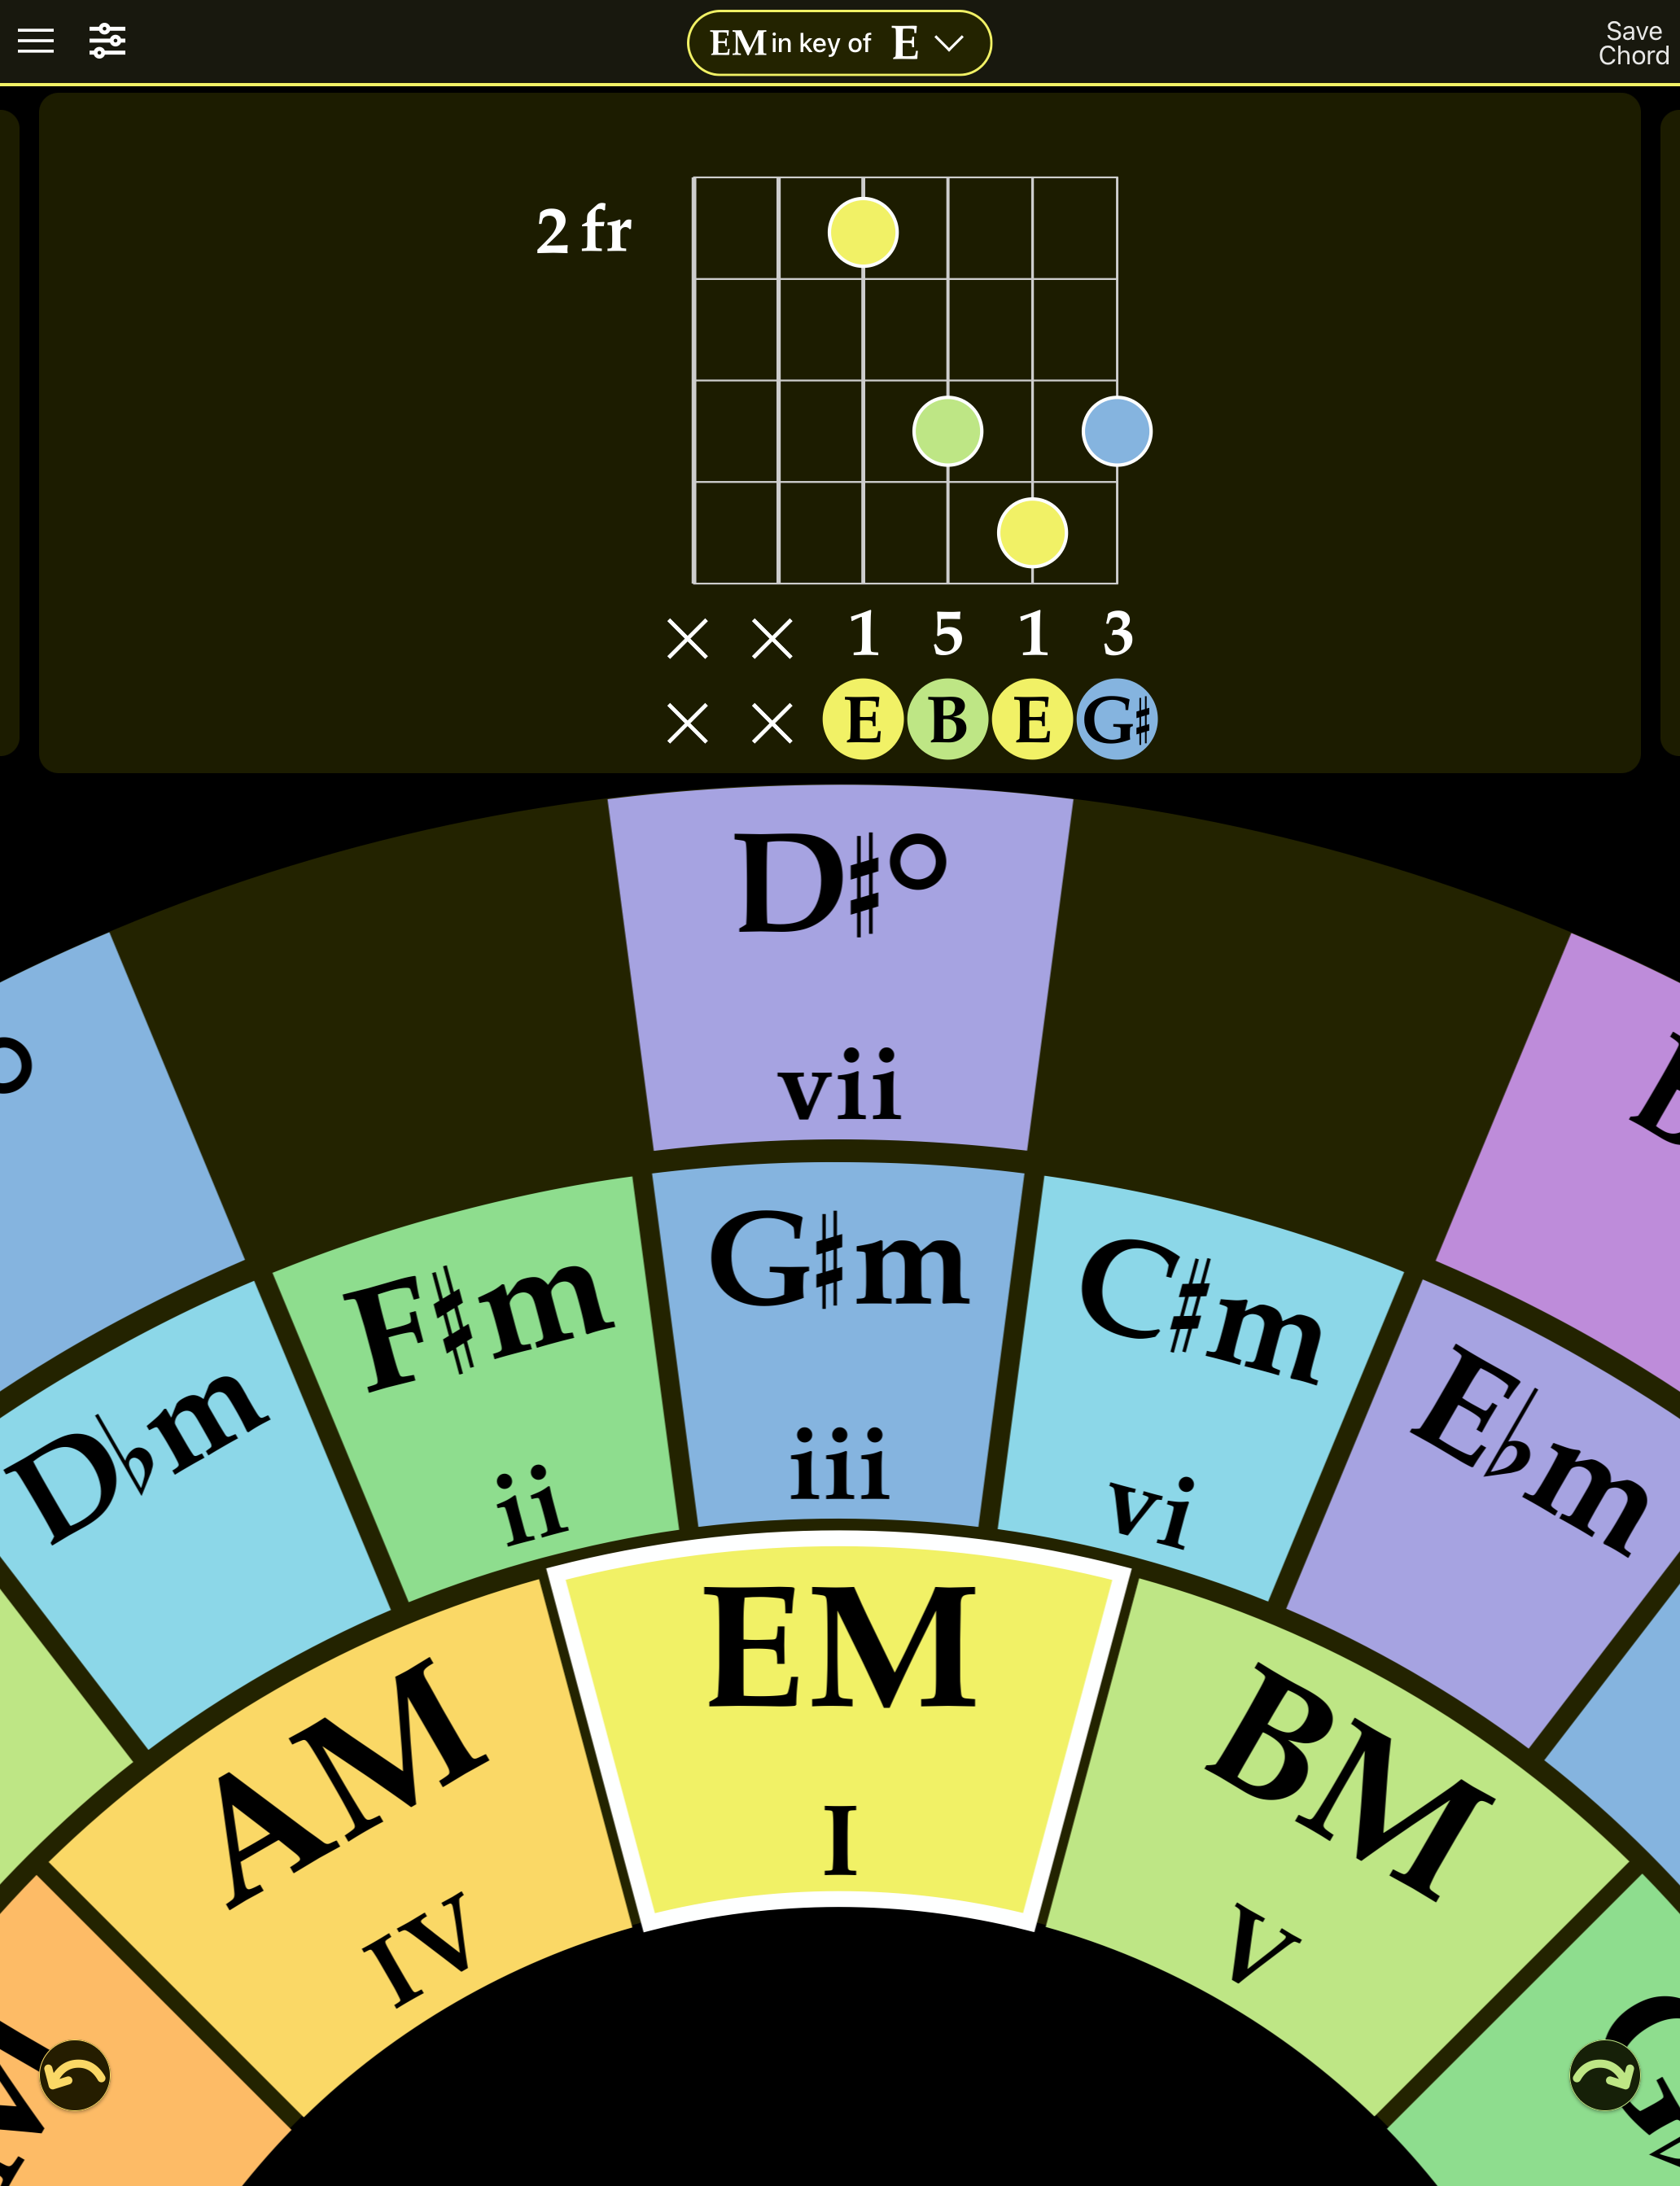 EM in key of E
Save
Chord
2 fr
× × 1 5 1 3
× × E B E G♯
D♯°
vii
F♯m
ii
G♯m
iii
C♯m
vi
D♭m
E♭m
AM
IV
EM
I
BM
V